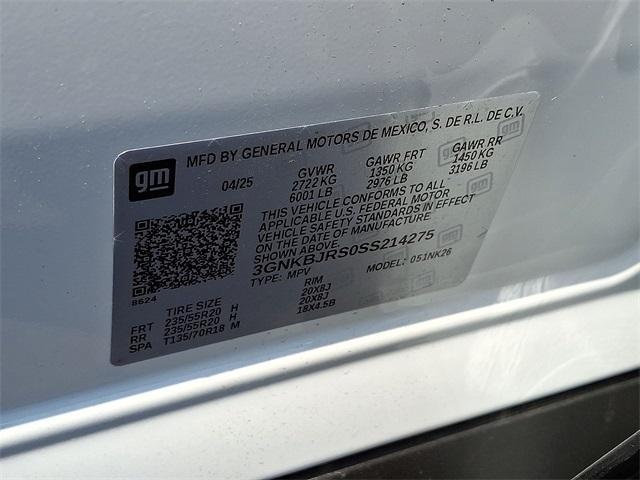 gm
MFD BY GENERAL MOTORS DE MEXICO, S. DE R.L. DE C.V.
04/25 GVWR GAWR FRT GAWR RR
2722 KG 1350 KG 1450 KG
6001 LB 2976 LB 3196 LB
THIS VEHICLE CONFORMS TO ALL
APPLICABLE U.S. FEDERAL MOTOR
VEHICLE SAFETY STANDARDS IN EFFECT
ON THE DATE OF MANUFACTURE
SHOWN ABOVE.
3GNKBJRS0SS214275
TYPE: MPV MODEL: 051NK26
8624
TIRE SIZE RIM
FRT 235/55R20 H 20X8J
RR 235/55R20 H 20X8J
SPA T135/70R18 M 18X4.5B